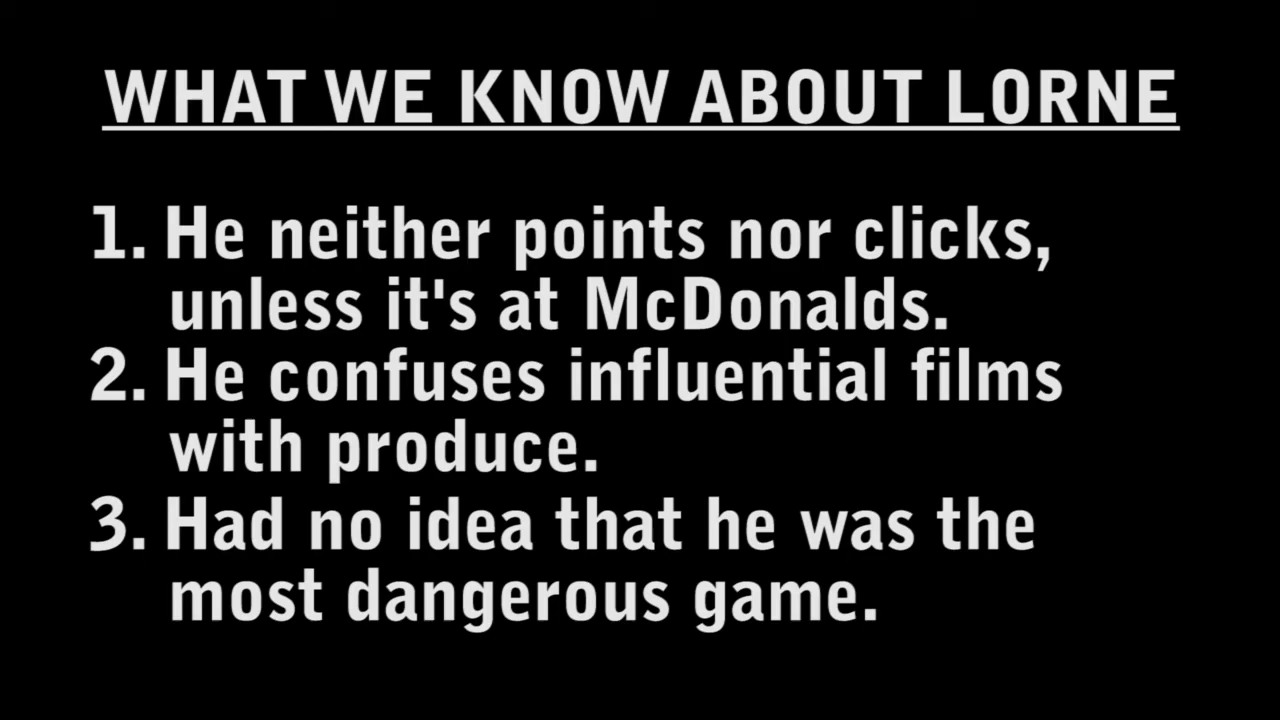 WHAT WE KNOW ABOUT LORNE
1. He neither points nor clicks,
unless it's at McDonalds.
2. He confuses influential films
with produce.
3. Had no idea that he was the
most dangerous game.